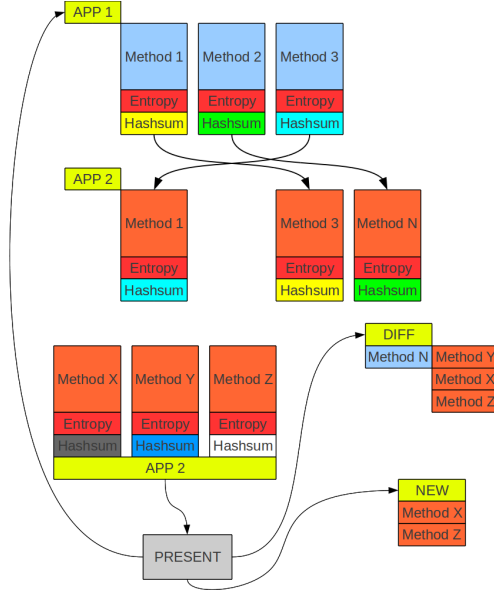 APP 1
Method 1 Method 2 Method 3
Entropy Entropy Entropy
Hashsum Hashsum Hashsum
APP 2
Method 1 Method 3 Method N
Entropy Entropy Entropy
Hashsum Hashsum Hashsum
DIFF
Method N Method Y
Method X
Method Z
Method X Method Y Method Z
Entropy Entropy Entropy
Hashsum Hashsum Hashsum
APP 2
NEW
Method X
Method Z
PRESENT